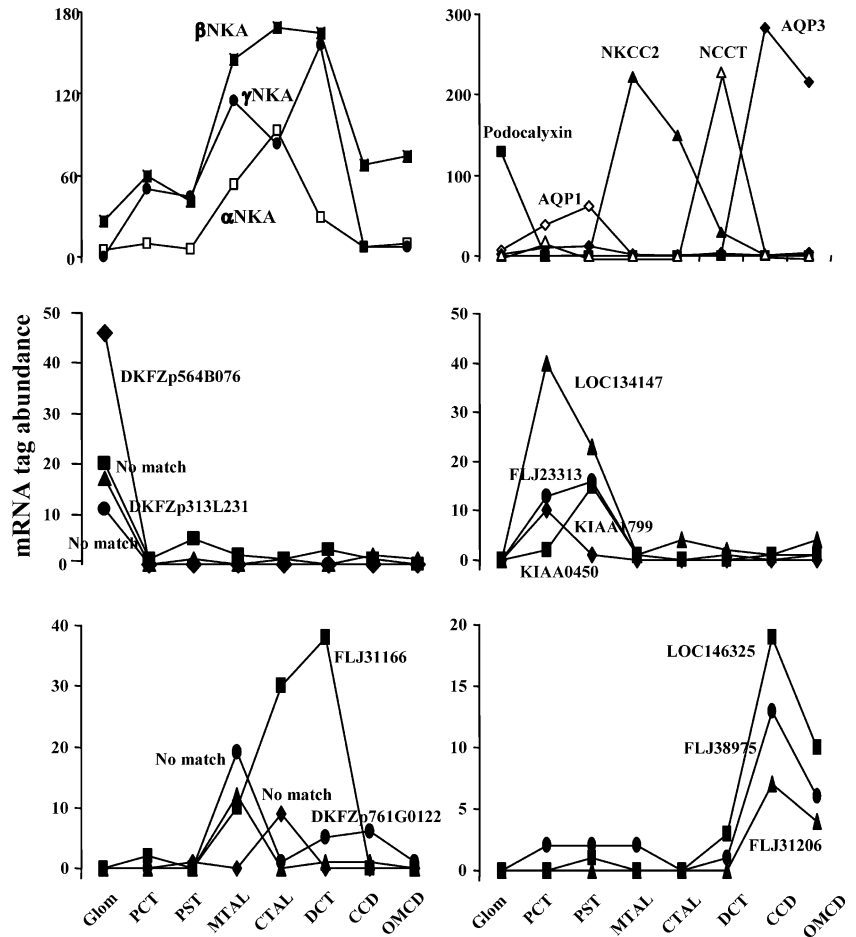 180
120
60
0
βNKA
γNKA
αNKA
300
200
100
0
NKCC2
NCCT
AQP3
Podocalyxin
AQP1
mRNA tag abundance
50
40
30
20
10
0
DKFZp564B076
No match
DKFZp313L231
No match
50
40
30
20
10
0
LOC134147
FLJ23313
KIAA1799
KIAA0450
40
30
20
10
0
FLJ31166
No match
No match
DKFZp761G0122
Glom PCT PST MTAL CTAL DCT CCD OMCD
20
15
10
5
0
LOC146325
FLJ38975
FLJ31206
Glom PCT PST MTAL CTAL DCT CCD OMCD